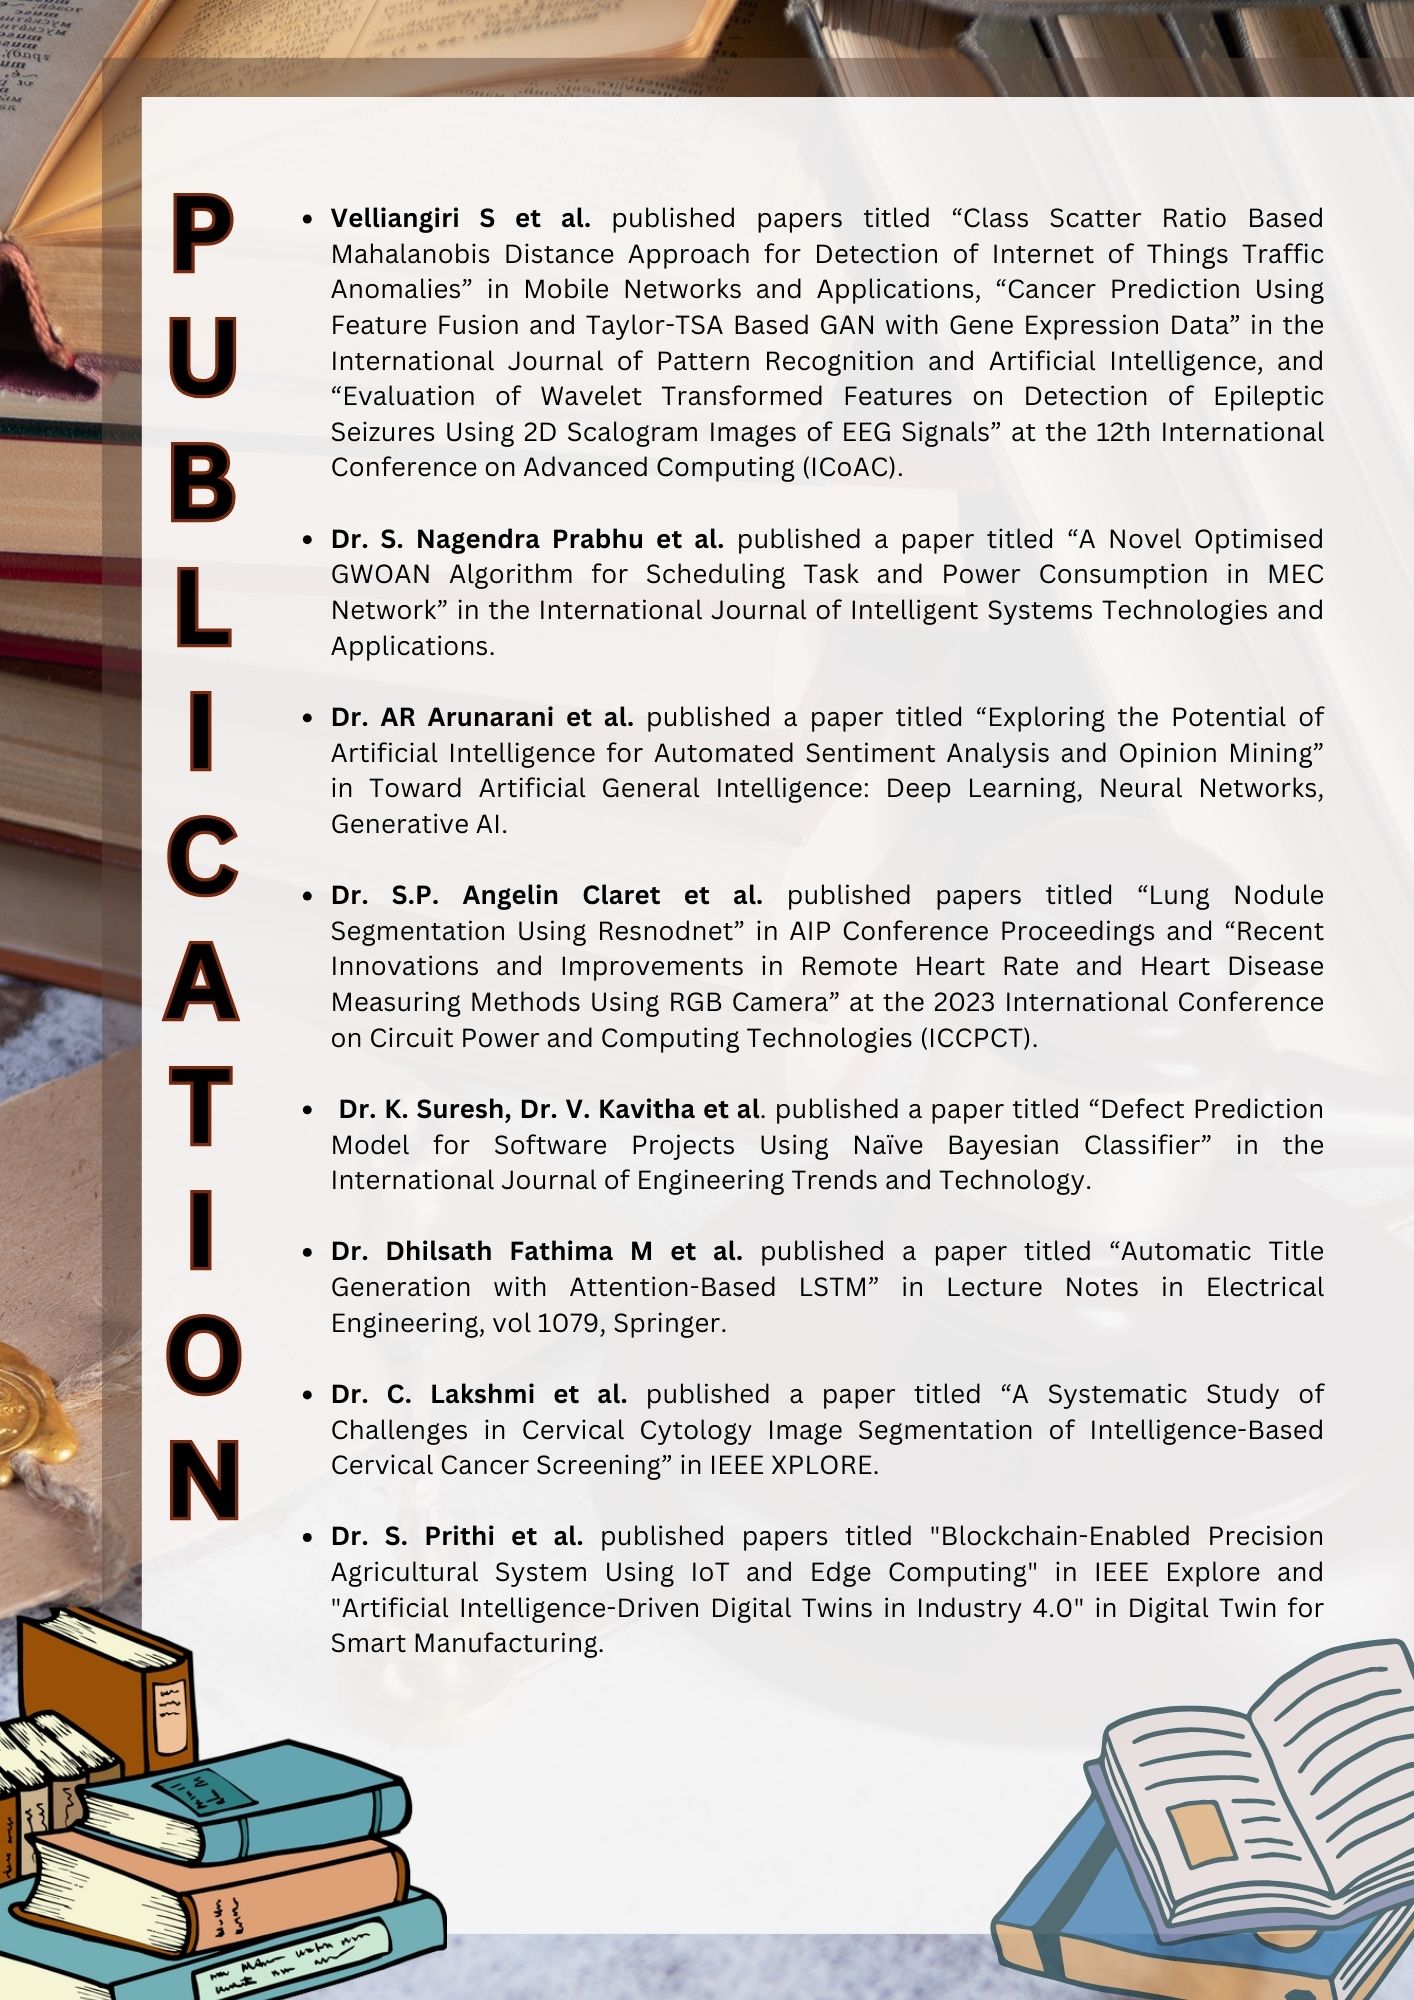 PUBLICATION
• Velliangiri S et al. published papers titled “Class Scatter Ratio Based
Mahalanobis Distance Approach for Detection of Internet of Things Traffic
Anomalies” in Mobile Networks and Applications, “Cancer Prediction Using
Feature Fusion and Taylor-TSA Based GAN with Gene Expression Data” in the
International Journal of Pattern Recognition and Artificial Intelligence, and
“Evaluation of Wavelet Transformed Features on Detection of Epileptic
Seizures Using 2D Scalogram Images of EEG Signals” at the 12th International
Conference on Advanced Computing (ICoAC).
• Dr. S. Nagendra Prabhu et al. published a paper titled “A Novel Optimised
GWOAN Algorithm for Scheduling Task and Power Consumption in MEC
Network” in the International Journal of Intelligent Systems Technologies and
Applications.
• Dr. AR Arunarani et al. published a paper titled “Exploring the Potential of
Artificial Intelligence for Automated Sentiment Analysis and Opinion Mining”
in Toward Artificial General Intelligence: Deep Learning, Neural Networks,
Generative AI.
• Dr. S.P. Angelin Claret et al. published papers titled “Lung Nodule
Segmentation Using Resnodnet” in AIP Conference Proceedings and “Recent
Innovations and Improvements in Remote Heart Rate and Heart Disease
Measuring Methods Using RGB Camera” at the 2023 International Conference
on Circuit Power and Computing Technologies (ICCPCT).
• Dr. K. Suresh, Dr. V. Kavitha et al. published a paper titled “Defect Prediction
Model for Software Projects Using Naïve Bayesian Classifier” in the
International Journal of Engineering Trends and Technology.
• Dr. Dhilsath Fathima M et al. published a paper titled “Automatic Title
Generation with Attention-Based LSTM” in Lecture Notes in Electrical
Engineering, vol 1079, Springer.
• Dr. C. Lakshmi et al. published a paper titled “A Systematic Study of
Challenges in Cervical Cytology Image Segmentation of Intelligence-Based
Cervical Cancer Screening” in IEEE XPLORE.
• Dr. S. Prithi et al. published papers titled "Blockchain-Enabled Precision
Agricultural System Using IoT and Edge Computing" in IEEE Explore and
"Artificial Intelligence-Driven Digital Twins in Industry 4.0" in Digital Twin for
Smart Manufacturing.